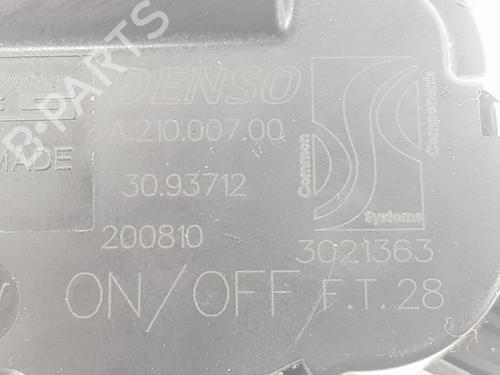 DENSO
A.210.007.00
30.93712
200810
MADE
Common
Systems
Components
3021363
ON/OFF F.T.28
B-PARTS